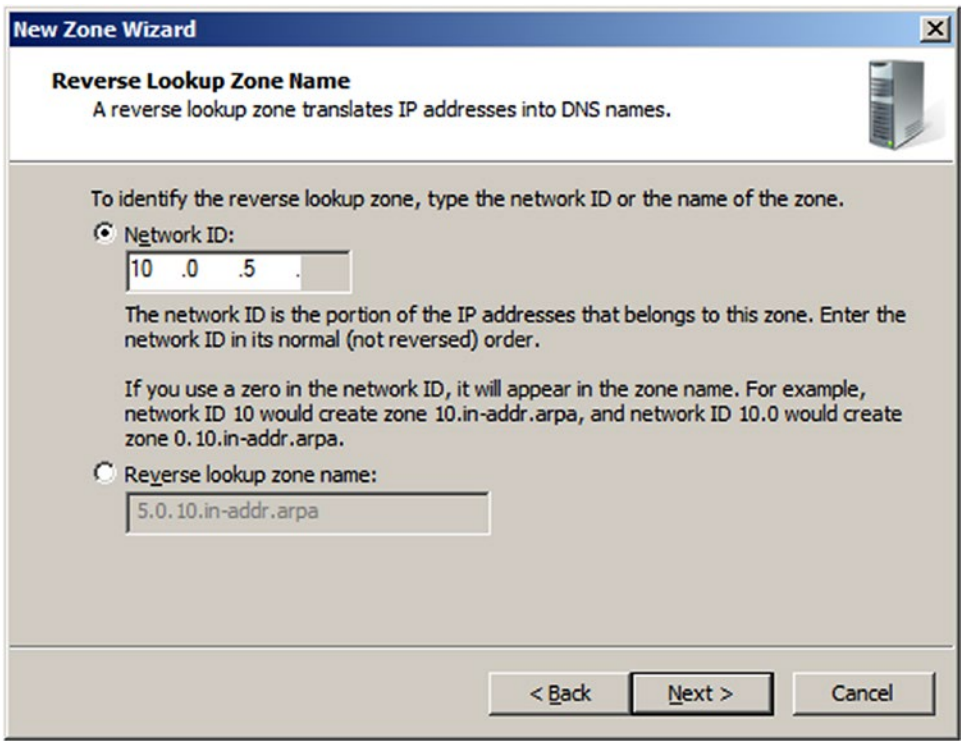 New Zone Wizard
Reverse Lookup Zone Name
A reverse lookup zone translates IP addresses into DNS names.
To identify the reverse lookup zone, type the network ID or the name of the zone.
Network ID:
10 .0 .5 .
The network ID is the portion of the IP addresses that belongs to this zone. Enter the
network ID in its normal (not reversed) order.
If you use a zero in the network ID, it will appear in the zone name. For example,
network ID 10 would create zone 10.in-addr.arpa, and network ID 10.0 would create
zone 0.10.in-addr.arpa.
Reverse lookup zone name:
5.0.10.in-addr.arpa
< Back Next > Cancel